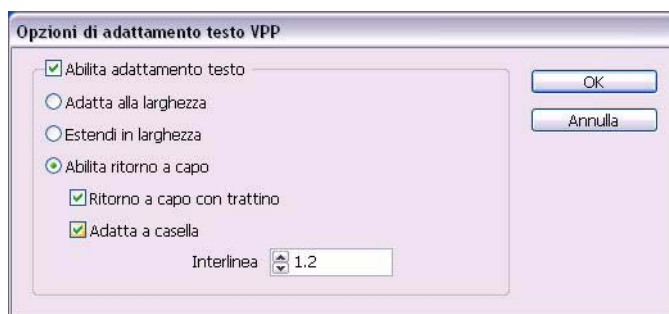 Opzioni di adattamento testo VPP
Abilita adattamento testo
Adatta alla larghezza
Estendi in larghezza
Abilita ritorno a capo
Ritorno a capo con trattino
Adatta a casella
Interlinea 1.2
OK
Annulla